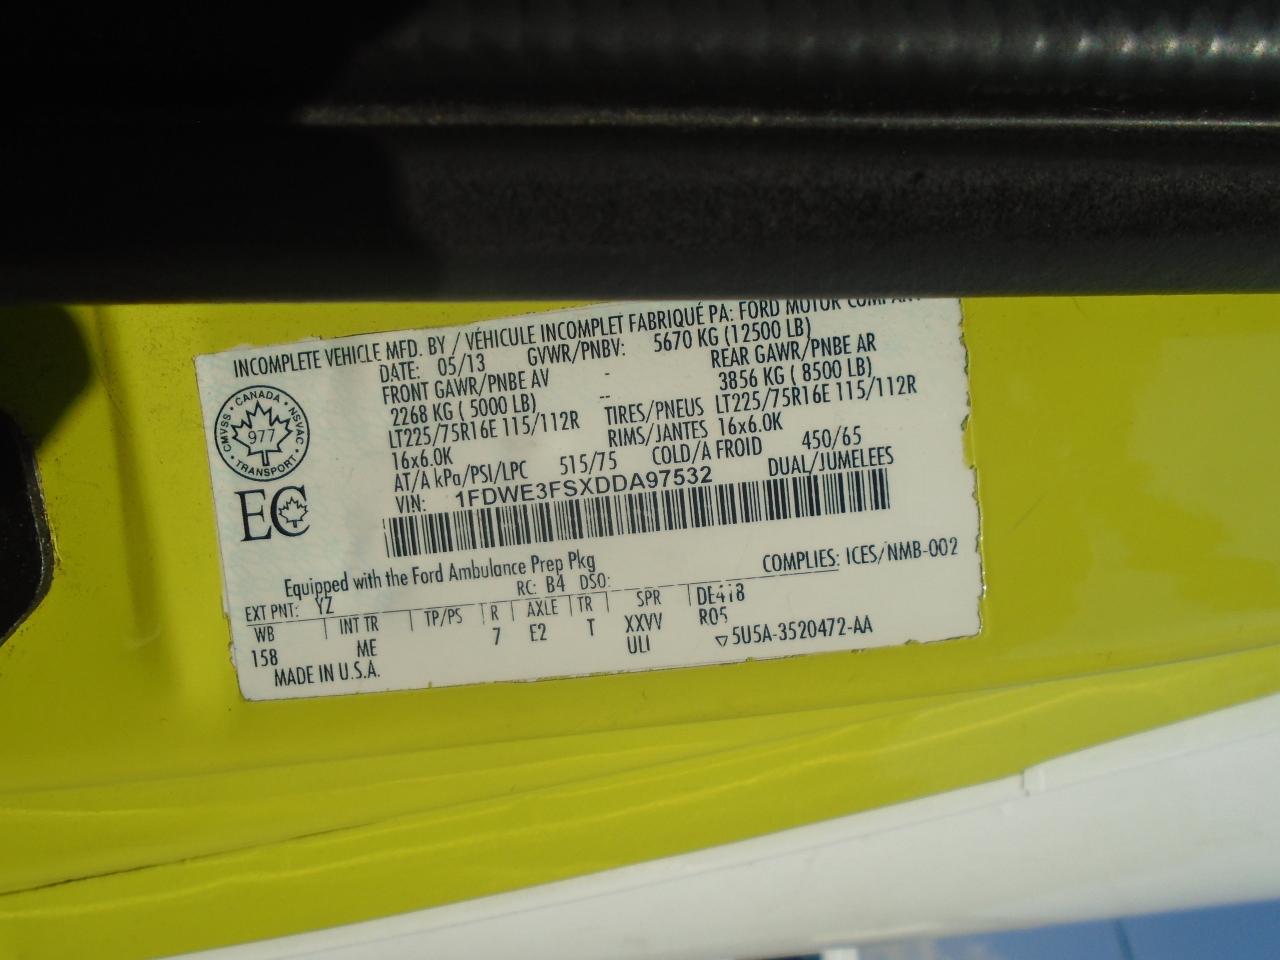 INCOMPLETE VEHICLE MFD. BY / VÉHICULE INCOMPLET FABRIQUÉ PA: FORD MOTOR COMPANY
DATE: 05/13 GVWR/PNBV: 5670 KG (12500 LB)
FRONT GAWR/PNBE AV - REAR GAWR/PNBE AR
2268 KG ( 5000 LB) -- 3856 KG ( 8500 LB)
LT225/75R16E 115/112R TIRES/PNEUS LT225/75R16E 115/112R
16x6.0K RIMS/JANTES 16x6.0K
AT/A kPa/PSI/LPC 515/75 COLD/A FROID 450/65
VIN: 1FDWE3FSXDDA97532 DUAL/JUMELEES
CANADA
CMVSS NSVAC
977
TRANSPORT
EC
Equipped with the Ford Ambulance Prep Pkg COMPLIES: ICES/NMB-002
EXT PNT: YZ RC: B4 DSO:
WB INT TR TP/PS R AXLE TR SPR DE418
158 ME 7 E2 T XXVV R05
ULI ▽5U5A-3520472-AA
MADE IN U.S.A.